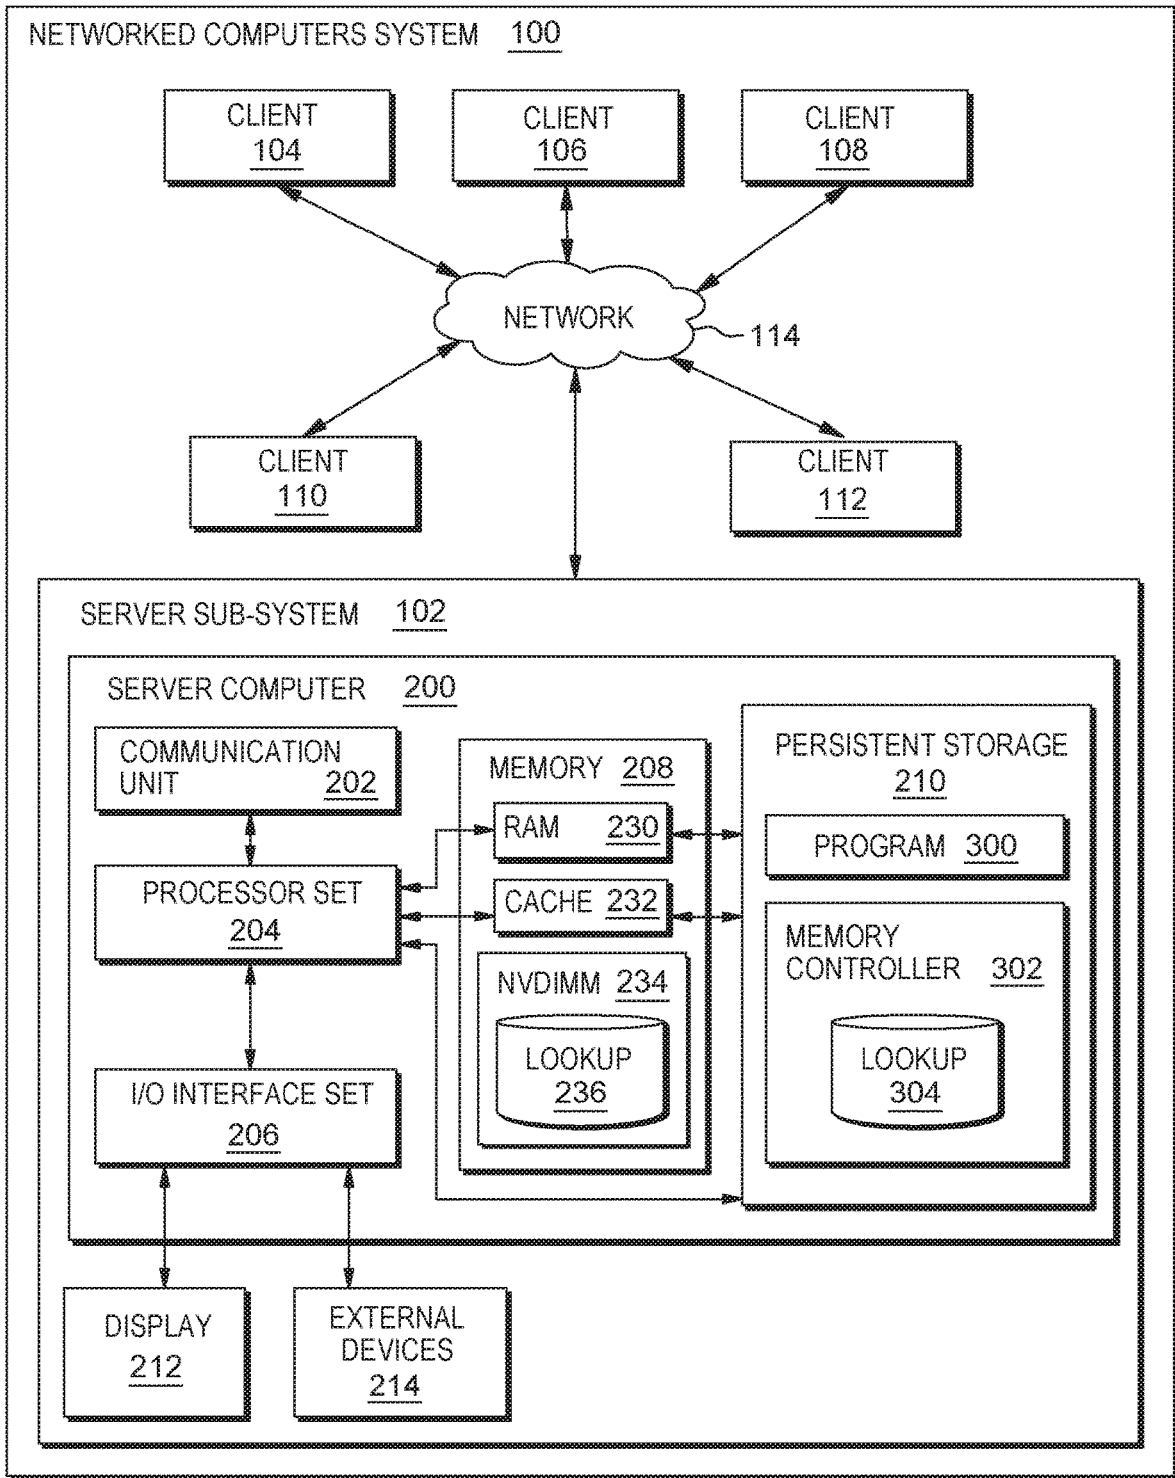 NETWORKED COMPUTERS SYSTEM 100
CLIENT
104
CLIENT
106
CLIENT
108
NETWORK
114
CLIENT
110
CLIENT
112
SERVER SUB-SYSTEM 102
SERVER COMPUTER 200
COMMUNICATION
UNIT 202
PROCESSOR SET
204
I/O INTERFACE SET
206
MEMORY 208
RAM 230
CACHE 232
NVDIMM 234
LOOKUP
236
PERSISTENT STORAGE
210
PROGRAM 300
MEMORY
CONTROLLER 302
LOOKUP
304
DISPLAY
212
EXTERNAL
DEVICES
214